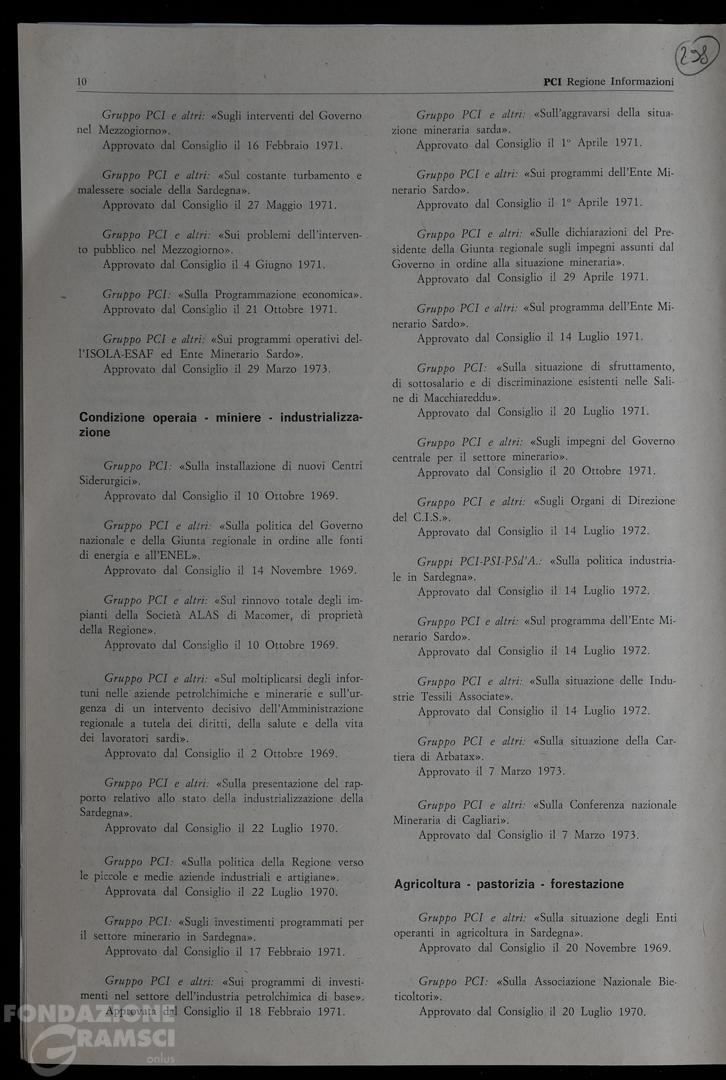 298
10
PCI Regione Informazioni
Gruppo PCI e altri: «Sugli interventi del Governo
nel Mezzogiorno».
Approvato dal Consiglio il 16 Febbraio 1971.
Gruppo PCI e altri: «Sul costante turbamento e
malessere sociale della Sardegna».
Approvato dal Consiglio il 27 Maggio 1971.
Gruppo PCI e altri: «Sui problemi dell'interven-
to pubblico nel Mezzogiorno».
Approvato dal Consiglio il 4 Giugno 1971.
Gruppo PCI: «Sulla Programmazione economica».
Approvato dal Consiglio il 21 Ottobre 1971.
Gruppo PCI e altri: «Sui programmi operativi del-
l'ISOLA-ESAF ed Ente Minerario Sardo».
Approvato dal Consiglio il 29 Marzo 1973.
Condizione operaia - miniere - industrializza-
zione
Gruppo PCI: «Sulla installazione di nuovi Centri
Siderurgici».
Approvato dal Consiglio il 10 Ottobre 1969.
Gruppo PCI e altri: «Sulla politica del Governo
nazionale e della Giunta regionale in ordine alle fonti
di energia e all'ENEL».
Approvato dal Consiglio il 14 Novembre 1969.
Gruppo PCI e altri: «Sul rinnovo totale degli im-
pianti della Società ALAS di Macomer, di proprietà
della Regione».
Approvato dal Consiglio il 10 Ottobre 1969.
Gruppo PCI e altri: «Sul moltiplicarsi degli infor-
tuni nelle aziende petrolchimiche e minerarie e sull'ur-
genza di un intervento decisivo dell'Amministrazione
regionale a tutela dei diritti, della salute e della vita
dei lavoratori sardi».
Approvato dal Consiglio il 2 Ottobre 1969.
Gruppo PCI e altri: «Sulla presentazione del rap-
porto relativo allo stato della industrializzazione della
Sardegna».
Approvato dal Consiglio il 22 Luglio 1970.
Gruppo PCI: «Sulla politica della Regione verso
le piccole e medie aziende industriali e artigiane».
Approvata dal Consiglio il 22 Luglio 1970.
Gruppo PCI: «Sugli investimenti programmati per
il settore minerario in Sardegna».
Approvato dal Consiglio il 17 Febbraio 1971.
Gruppo PCI e altri: «Sui programmi di investi-
menti nel settore dell'industria petrolchimica di base».
Approvata dal Consiglio il 18 Febbraio 1971.
Gruppo PCI e altri: «Sull'aggravarsi della situa-
zione mineraria sarda».
Approvato dal Consiglio il 1° Aprile 1971.
Gruppo PCI e altri: «Sui programmi dell'Ente Mi-
nerario Sardo».
Approvato dal Consiglio il 1° Aprile 1971.
Gruppo PCI e altri: «Sulle dichiarazioni del Pre-
sidente della Giunta regionale sugli impegni assunti dal
Governo in ordine alla situazione mineraria».
Approvato dal Consiglio il 29 Aprile 1971.
Gruppo PCI e altri: «Sul programma dell'Ente Mi-
nerario Sardo».
Approvato dal Consiglio il 14 Luglio 1971.
Gruppo PCI: «Sulla situazione di sfruttamento,
di sottosalario e di discriminazione esistenti nelle Sali-
ne di Macchiareddu».
Approvato dal Consiglio il 20 Luglio 1971.
Gruppo PCI e altri: «Sugli impegni del Governo
centrale per il settore minerario».
Approvato dal Consiglio il 20 Ottobre 1971.
Gruppo PCI e altri: «Sugli Organi di Direzione
del C.I.S.».
Approvato dal Consiglio il 14 Luglio 1972.
Gruppi PCI-PSI-PSd'A.: «Sulla politica industria-
le in Sardegna».
Approvato dal Consiglio il 14 Luglio 1972.
Gruppo PCI e altri: «Sul programma dell'Ente Mi-
nerario Sardo».
Approvato dal Consiglio il 14 Luglio 1972.
Gruppo PCI e altri: «Sulla situazione delle Indu-
strie Tessili Associate».
Approvato dal Consiglio il 14 Luglio 1972.
Gruppo PCI e altri: «Sulla situazione della Car-
tiera di Arbatax».
Approvato il 7 Marzo 1973.
Gruppo PCI e altri: «Sulla Conferenza nazionale
Mineraria di Cagliari».
Approvato dal Consiglio il 7 Marzo 1973.
Agricoltura - pastorizia - forestazione
Gruppo PCI e altri: «Sulla situazione degli Enti
operanti in agricoltura in Sardegna».
Approvato dal Consiglio il 20 Novembre 1969.
Gruppo PCI: «Sulla Associazione Nazionale Bie-
ticoltori».
Approvato dal Consiglio il 20 Luglio 1970.
FONDAZIONE
GRAMSCI
onlus